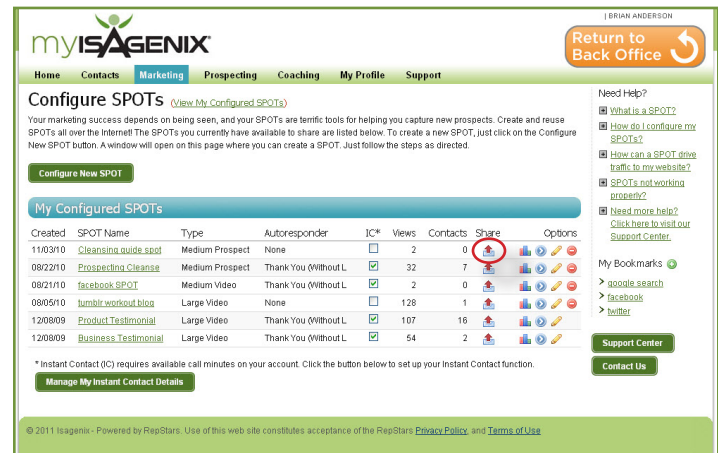 | BRIAN ANDERSON
myISAGENIX
Return to
Back Office
Home Contacts Marketing Prospecting Coaching My Profile Support
Configure SPOTs (View My Configured SPOTs)
Your marketing success depends on being seen, and your SPOTs are terrific tools for helping you capture new prospects. Create and reuse
SPOTs all over the Internet! The SPOTs you currently have available to share are listed below. To create a new SPOT, just click on the Configure
New SPOT button. A window will open on this page where you can create a SPOT. Just follow the steps as directed.
Configure New SPOT
My Configured SPOTs
Created SPOT Name Type Autoresponder IC* Views Contacts Share Options
11/03/10 Cleansing guide spot Medium Prospect None 2 0
08/22/10 Prospecting Cleanse Medium Prospect Thank You (Without L 32 7
08/21/10 facebook SPOT Medium Video Thank You (Without L 2 0
08/05/10 tumblr workout blog Large Video None 128 1
12/08/09 Product Testimonial Large Video Thank You (Without L 107 16
12/08/09 Business Testimonial Large Video Thank You (Without L 54 2
* Instant Contact (IC) requires available call minutes on your account. Click the button below to set up your Instant Contact function.
Manage My Instant Contact Details
Need Help?
What is a SPOT?
How do I configure my
SPOTs?
How can a SPOT drive
traffic to my website?
SPOTs not working
properly?
Need more help?
Click here to visit our
Support Center.
My Bookmarks
> google search
> facebook
> twitter
Support Center
Contact Us
© 2011 Isagenix - Powered by RepStars. Use of this web site constitutes acceptance of the RepStars Privacy Policy, and Terms of Use